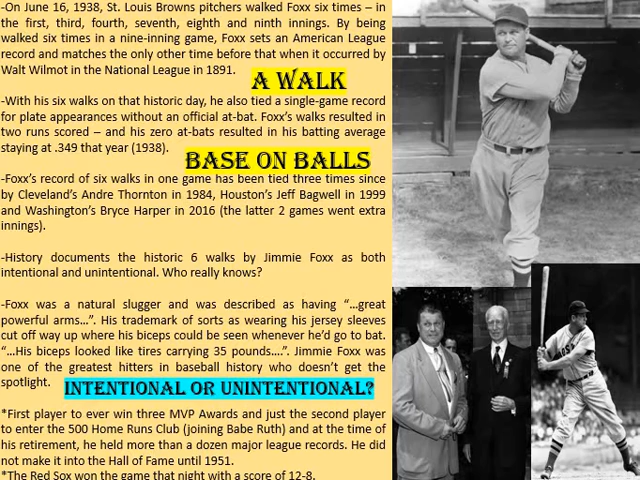 -On June 16, 1938, St. Louis Browns pitchers walked Foxx six times – in
the first, third, fourth, seventh, eighth and ninth innings. By being
walked six times in a nine-inning game, Foxx sets an American League
record and matches the only other time before that when it occurred by
Walt Wilmot in the National League in 1891.
A WALK
-With his six walks on that historic day, he also tied a single-game record
for plate appearances without an official at-bat. Foxx's walks resulted in
two runs scored – and his zero at-bats resulted in his batting average
staying at .349 that year (1938).
BASE ON BALLS
-Foxx's record of six walks in one game has been tied three times since
by Cleveland's Andre Thornton in 1984, Houston's Jeff Bagwell in 1999
and Washington's Bryce Harper in 2016 (the latter 2 games went extra
innings).
-History documents the historic 6 walks by Jimmie Foxx as both
intentional and unintentional. Who really knows?
-Foxx was a natural slugger and was described as having "…great
powerful arms…". His trademark of sorts as wearing his jersey sleeves
cut off way up where his biceps could be seen whenever he'd go to bat.
"…His biceps looked like tires carrying 35 pounds….". Jimmie Foxx was
one of the greatest hitters in baseball history who doesn't get the
spotlight.
INTENTIONAL OR UNINTENTIONAL?
*First player to ever win three MVP Awards and just the second player
to enter the 500 Home Runs Club (joining Babe Ruth) and at the time of
his retirement, he held more than a dozen major league records. He did
not make it into the Hall of Fame until 1951.
*The Red Sox won the game that night with a score of 12-8.